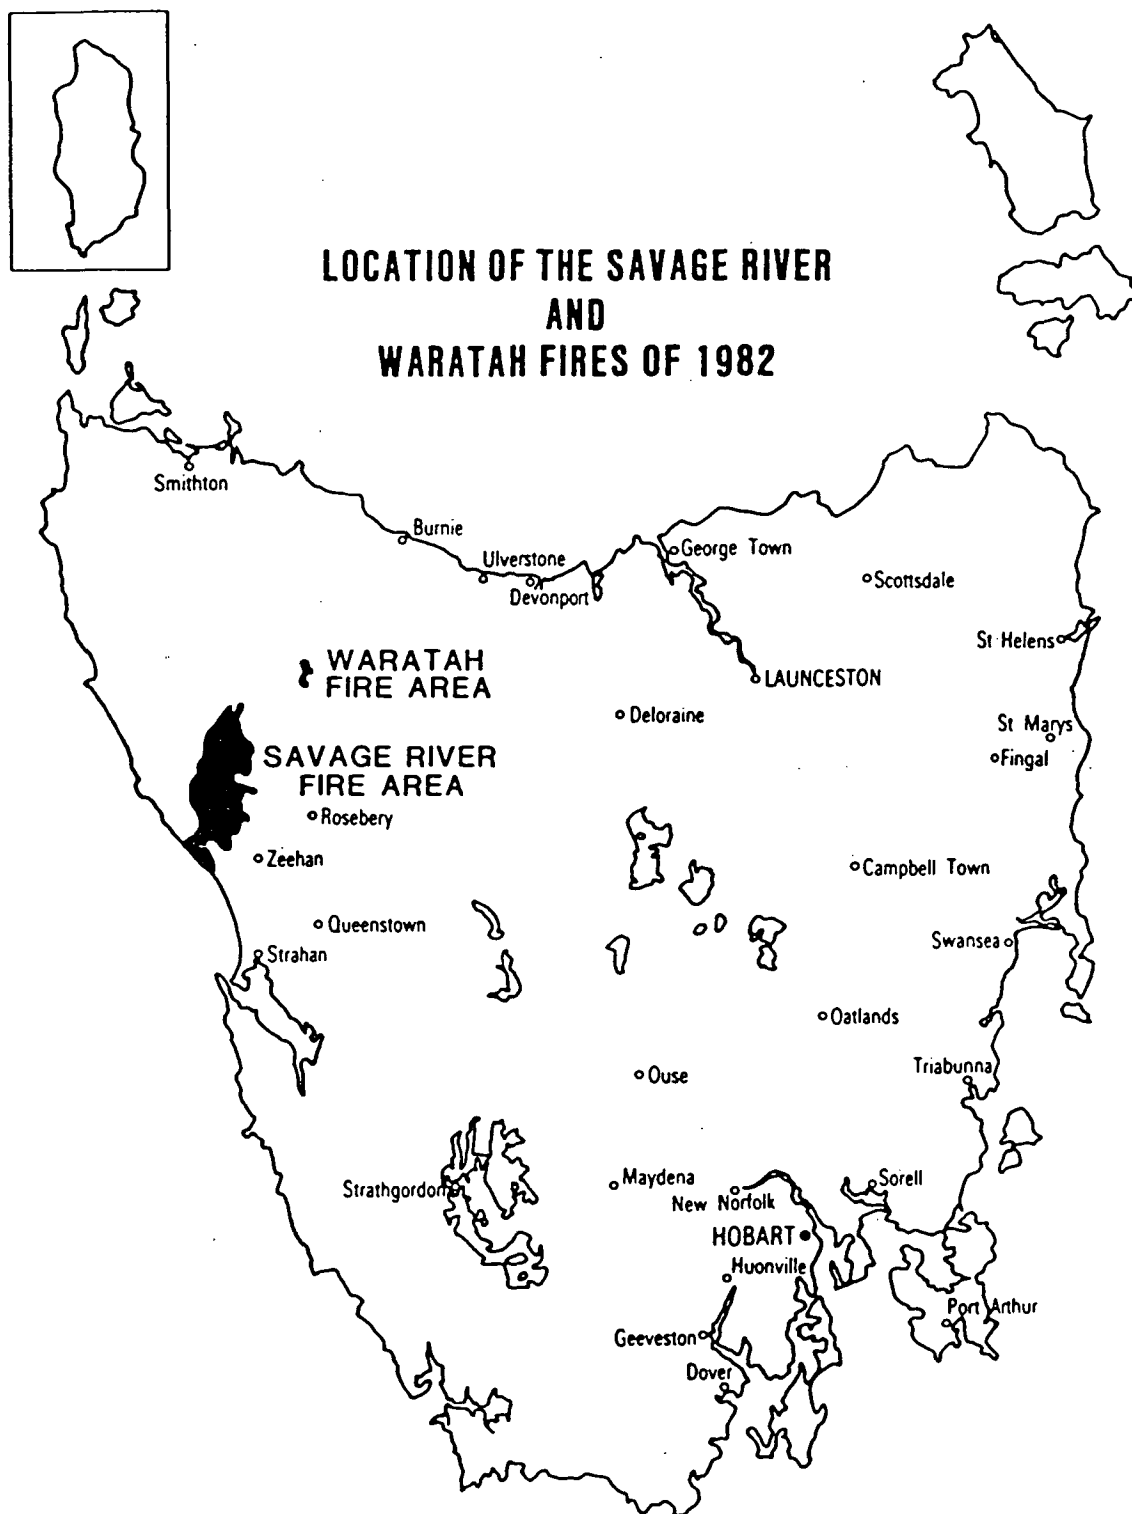 LOCATION OF THE SAVAGE RIVER
AND
WARATAH FIRES OF 1982
Smithton
Burnie
Ulverstone
Devonport
George Town
Scottsdale
St Helens
WARATAH
FIRE AREA
LAUNCESTON
Deloraine
St Marys
Fingal
SAVAGE RIVER
FIRE AREA
Rosebery
Zeehan
Campbell Town
Queenstown
Swansea
Strahan
Oatlands
Triabunna
Ouse
Strathgordon
Maydena
New Norfolk
Sorell
HOBART
Huonville
Port Arthur
Geeveston
Dover